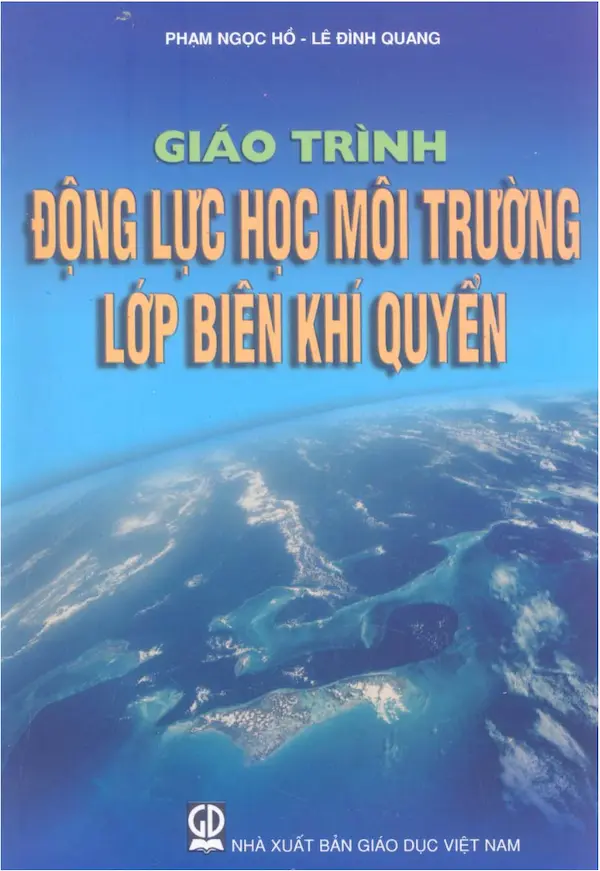 PHẠM NGỌC HỒ - LÊ ĐÌNH QUANG
GIÁO TRÌNH
ĐỘNG LỰC HỌC MÔI TRƯỜNG
LỚP BIÊN KHÍ QUYỂN
GD
NHÀ XUẤT BẢN GIÁO DỤC VIỆT NAM